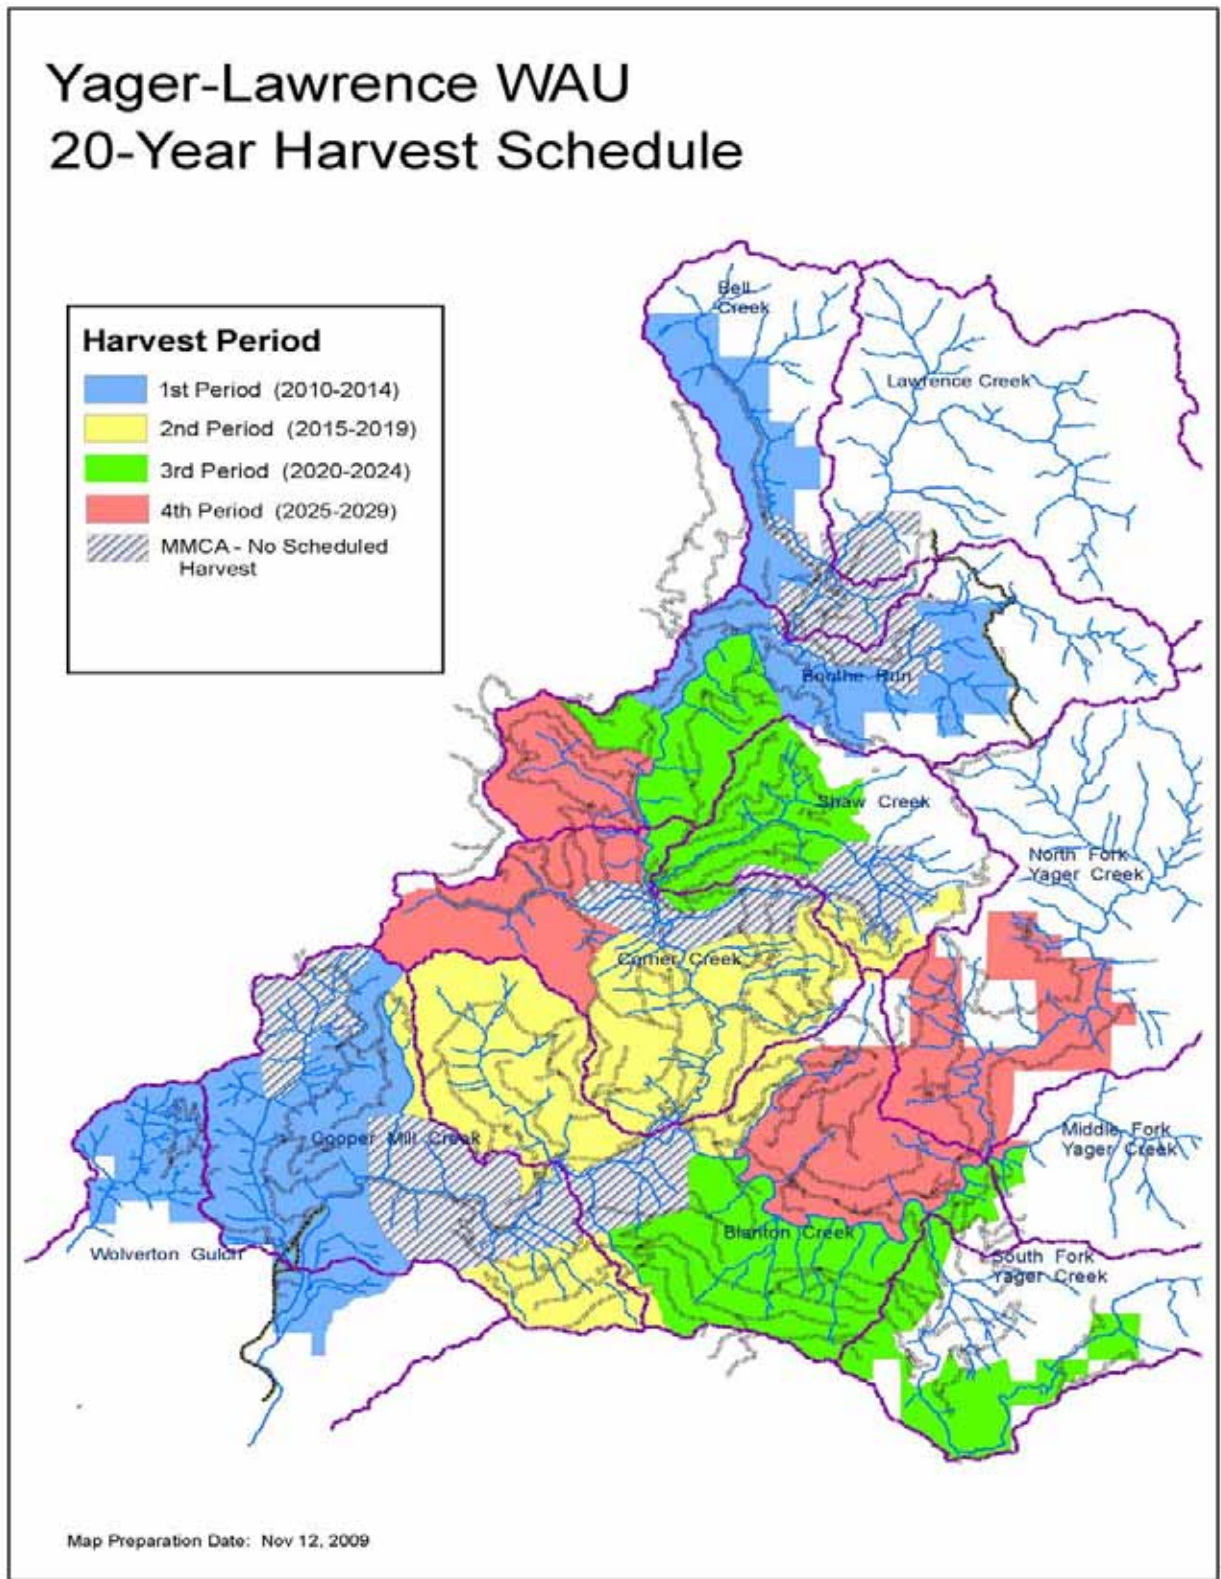 Yager-Lawrence WAU
20-Year Harvest Schedule
Harvest Period
1st Period (2010-2014)
2nd Period (2015-2019)
3rd Period (2020-2024)
4th Period (2025-2029)
MMCA - No Scheduled
Harvest
Bell
Creek
Lawrence Creek
Boothe Run
Shaw Creek
North Fork
Yager Creek
Corner Creek
Cooper Mill Creek
Middle Fork
Yager Creek
Blanton Creek
Wolverton Gulch
South Fork
Yager Creek
Map Preparation Date: Nov 12, 2009